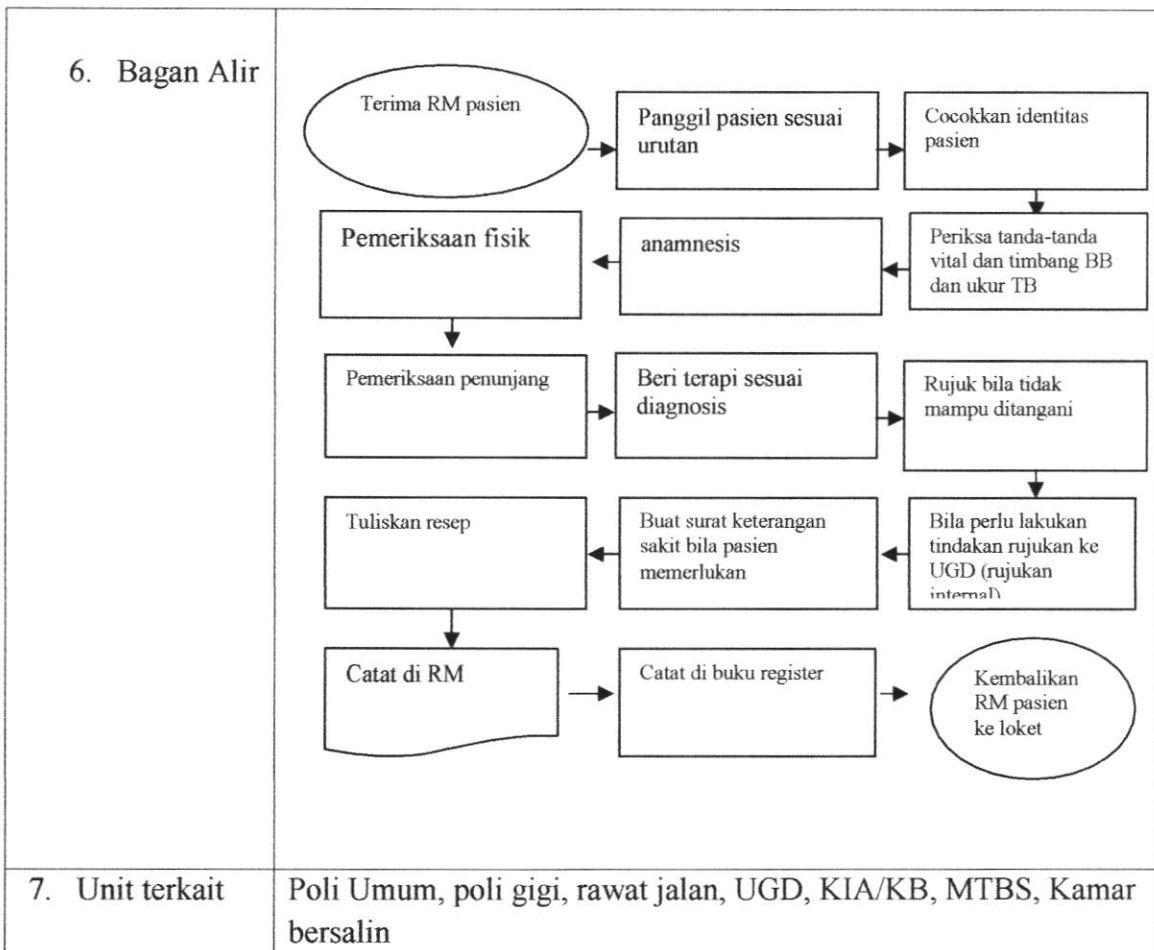 6. Bagan Alir
Terima RM pasien
Panggil pasien sesuai
urutan
Cocokkan identitas
pasien
Periksa tanda-tanda
vital dan timbang BB
dan ukur TB
anamnesis
Pemeriksaan fisik
Pemeriksaan penunjang
Beri terapi sesuai
diagnosis
Rujuk bila tidak
mampu ditangani
Bila perlu lakukan
tindakan rujukan ke
UGD (rujukan
internal)
Buat surat keterangan
sakit bila pasien
memerlukan
Tuliskan resep
Catat di RM
Catat di buku register
Kembalikan
RM pasien
ke loket
7. Unit terkait
Poli Umum, poli gigi, rawat jalan, UGD, KIA/KB, MTBS, Kamar
bersalin